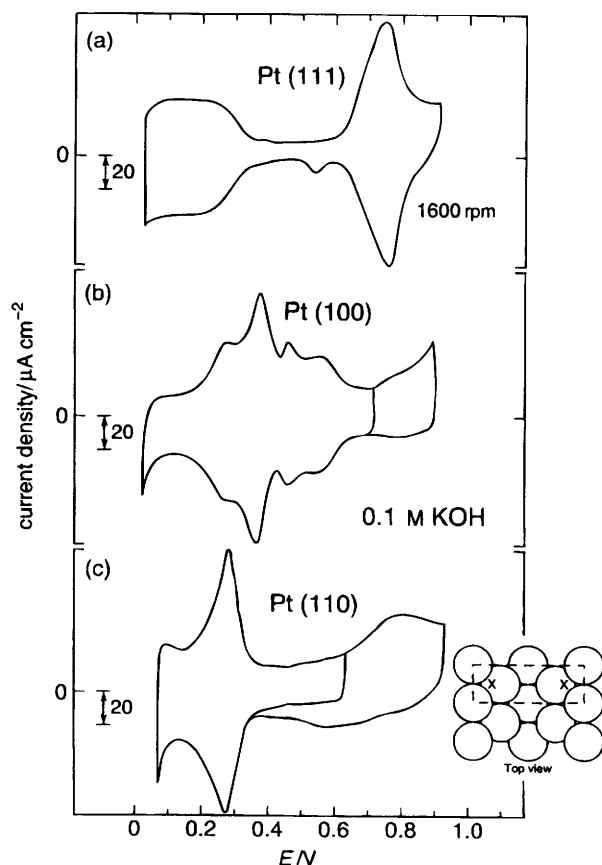 (a)
Pt (111)
0
20
1600 rpm
(b)
Pt (100)
0
20
0.1 M KOH
(c)
Pt (110)
0
20
x x
Top view
current density/μA cm−2
0 0.2 0.4 0.6 0.8 1.0
E/V